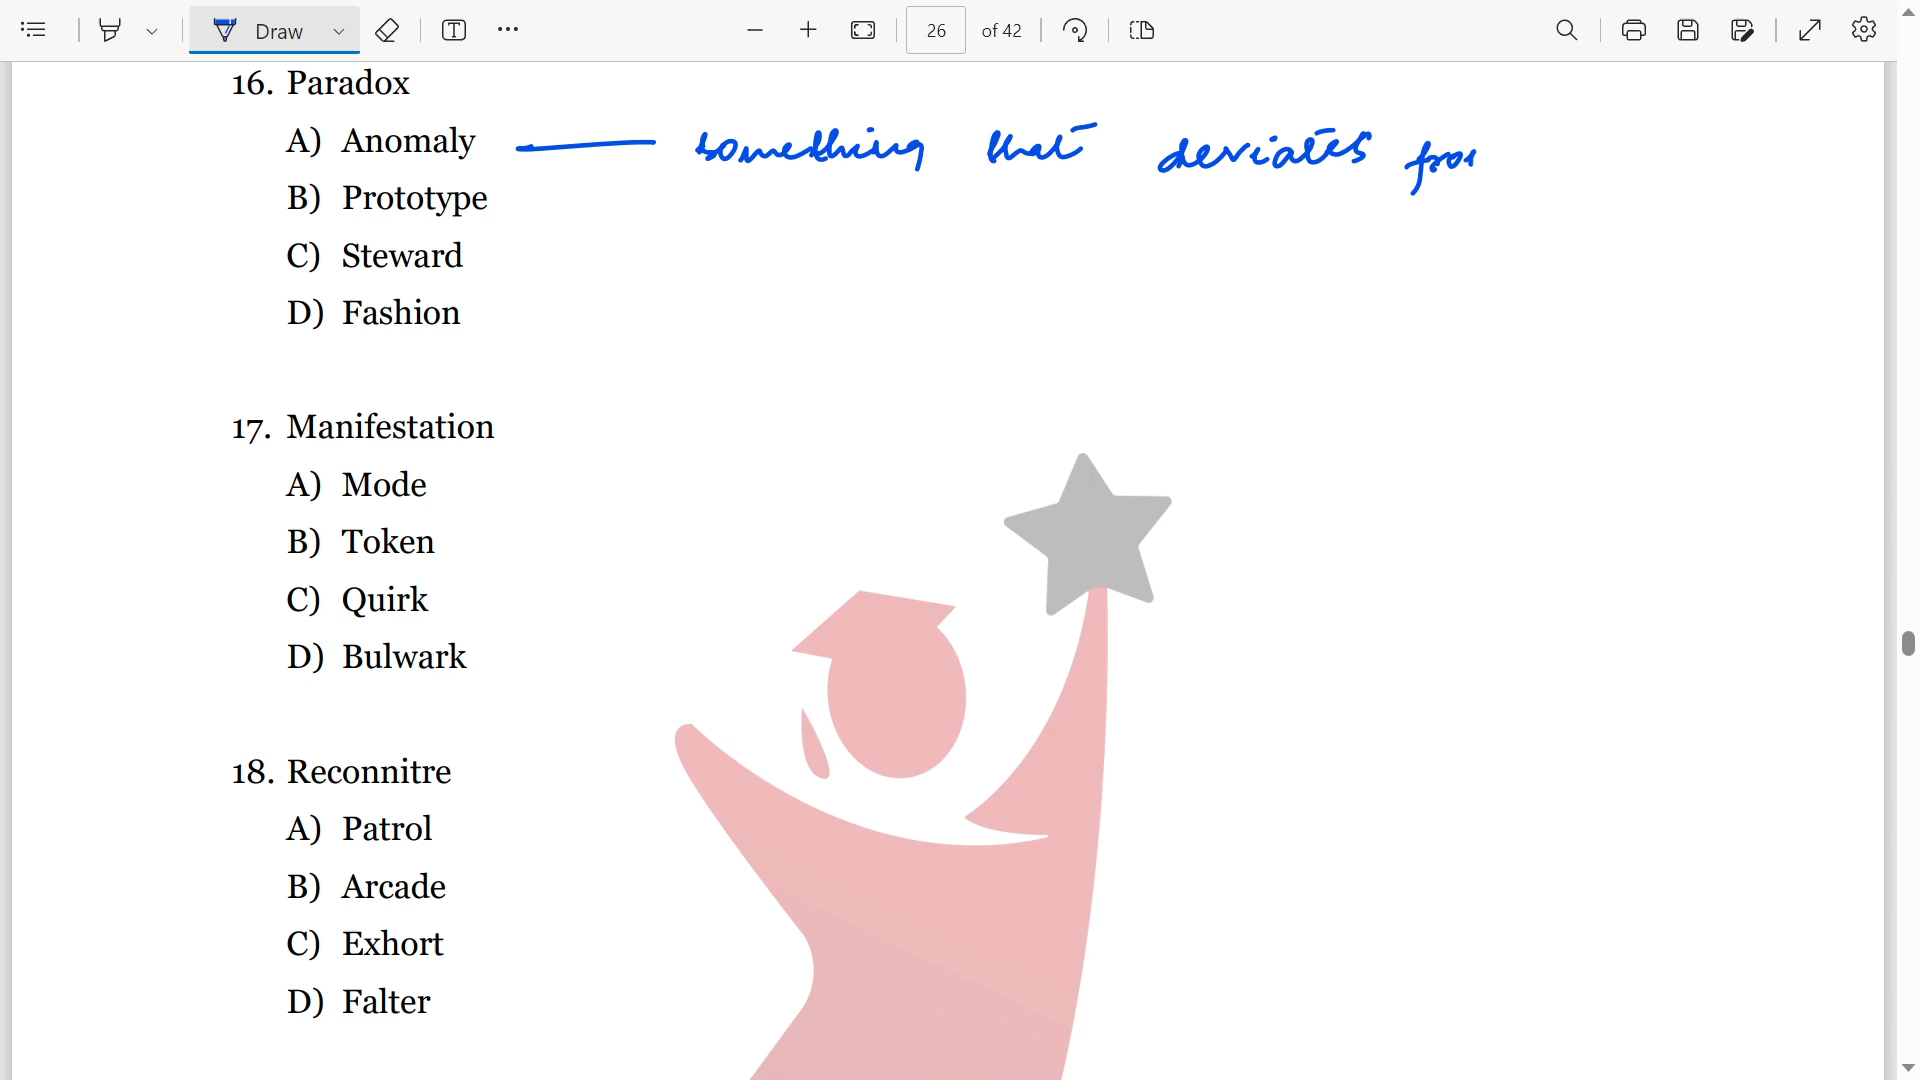 Draw 26 of 42
16. Paradox
A) Anomaly — something that deviates from
B) Prototype
C) Steward
D) Fashion
17. Manifestation
A) Mode
B) Token
C) Quirk
D) Bulwark
18. Reconnitre
A) Patrol
B) Arcade
C) Exhort
D) Falter